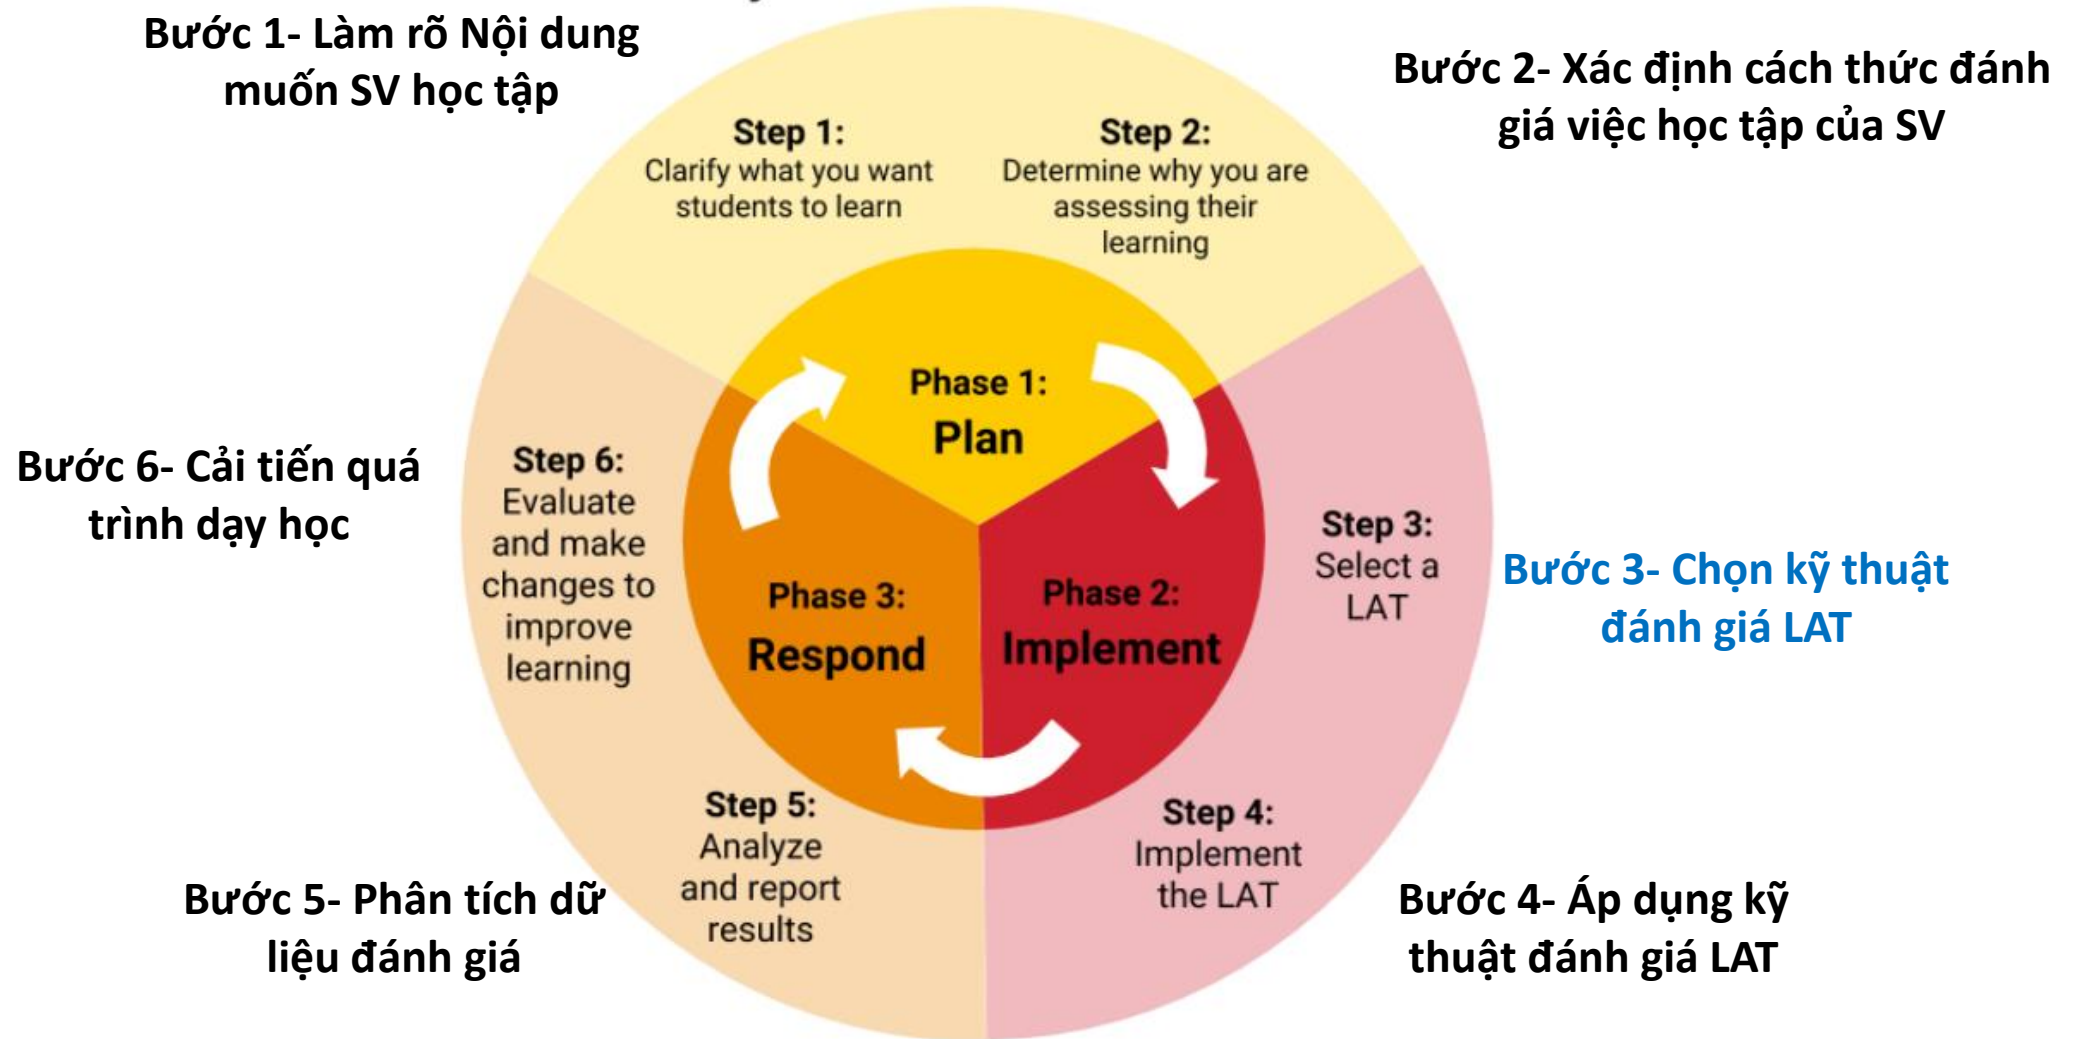 Bước 1- Làm rõ Nội dung
muốn SV học tập
Bước 2- Xác định cách thức đánh
giá việc học tập của SV
Step 1:
Clarify what you want
students to learn
Step 2:
Determine why you are
assessing their
learning
Phase 1:
Plan
Bước 6- Cải tiến quá
trình dạy học
Step 6:
Evaluate
and make
changes to
improve
learning
Phase 3:
Respond
Phase 2:
Implement
Step 3:
Select a
LAT
Bước 3- Chọn kỹ thuật
đánh giá LAT
Step 5:
Analyze
and report
results
Step 4:
Implement
the LAT
Bước 5- Phân tích dữ
liệu đánh giá
Bước 4- Áp dụng kỹ
thuật đánh giá LAT